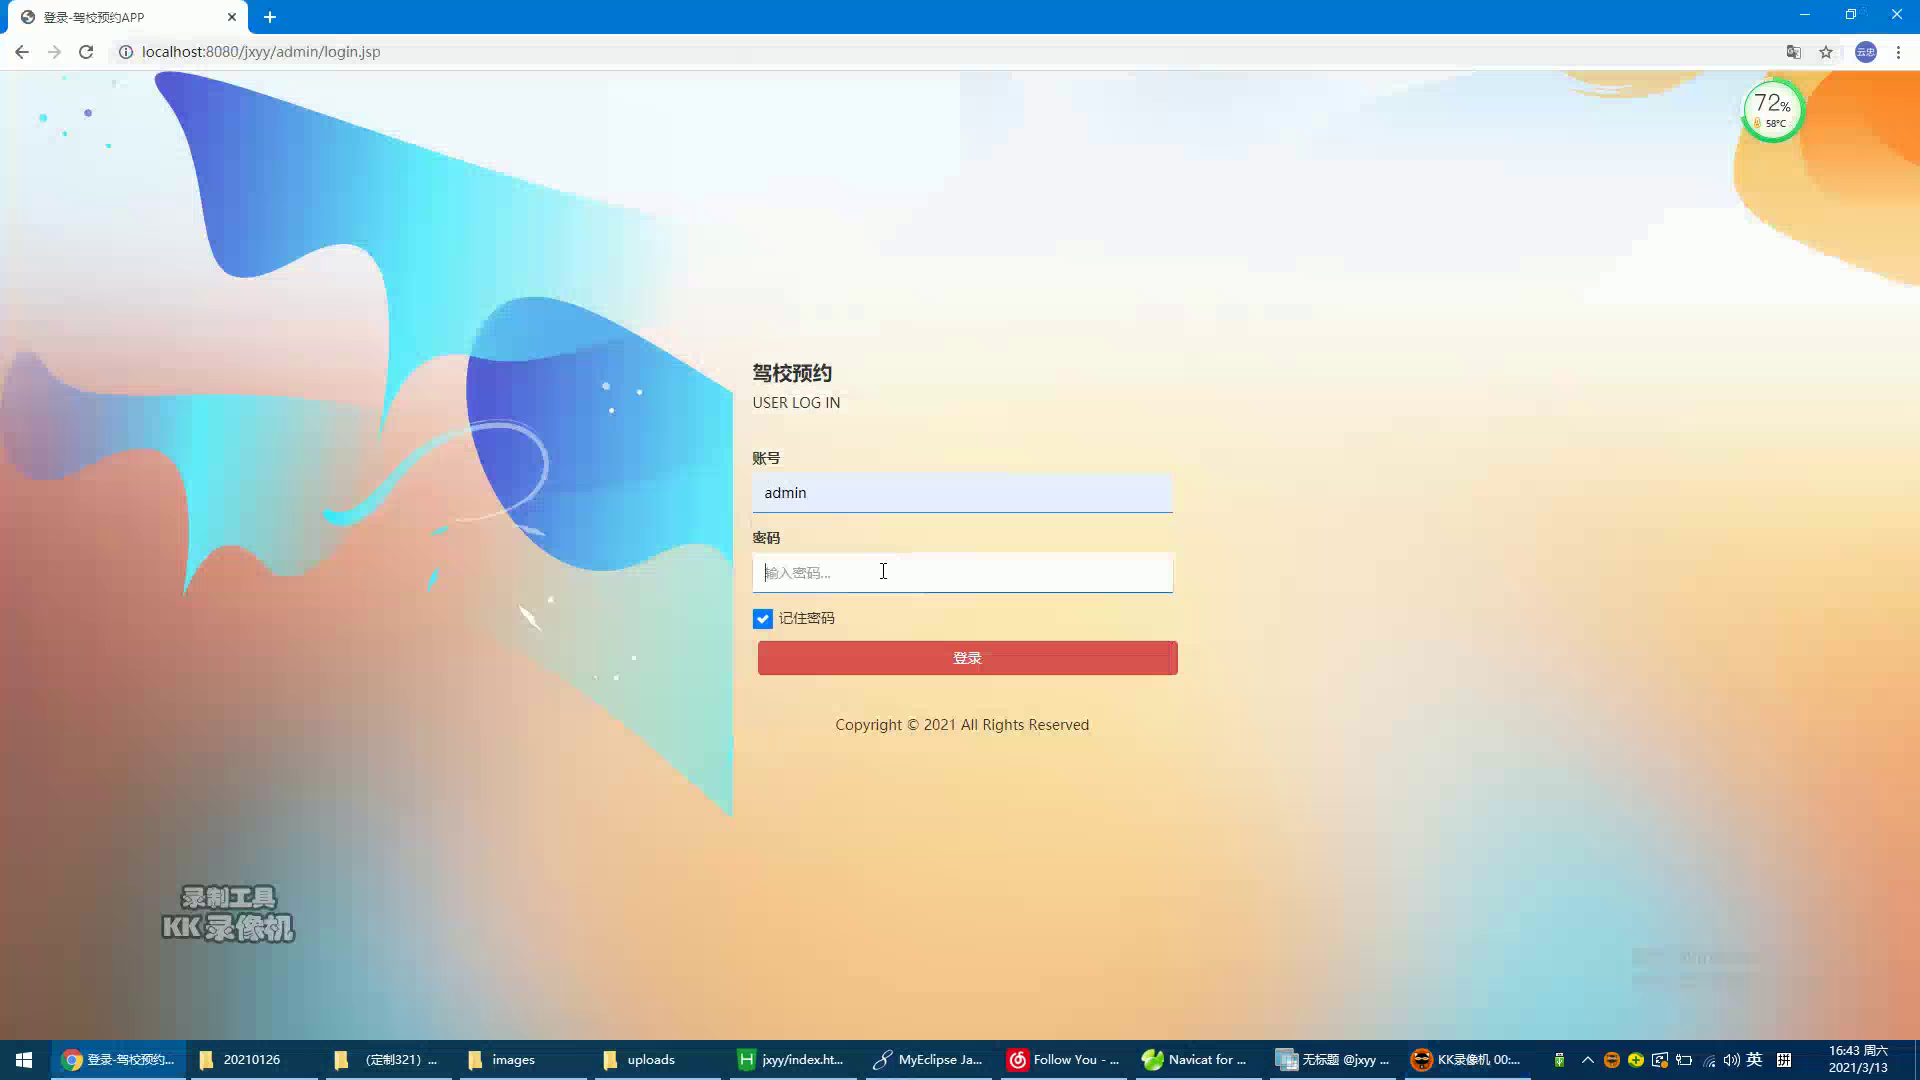 登录-驾校预约APP
localhost:8080/jxyy/admin/login.jsp
云忠
72%
58°C
驾校预约
USER LOG IN
账号
admin
密码
输入密码...
记住密码
登录
Copyright © 2021 All Rights Reserved
录制工具
KK 录像机
登录-驾校预约...
20210126
（定制321）...
images
uploads
jxyy/index.ht...
MyEclipse Ja...
Follow You - ...
Navicat for ...
无标题 @jxyy ...
KK录像机 00:...
英
拼
16:43 周六
2021/3/13